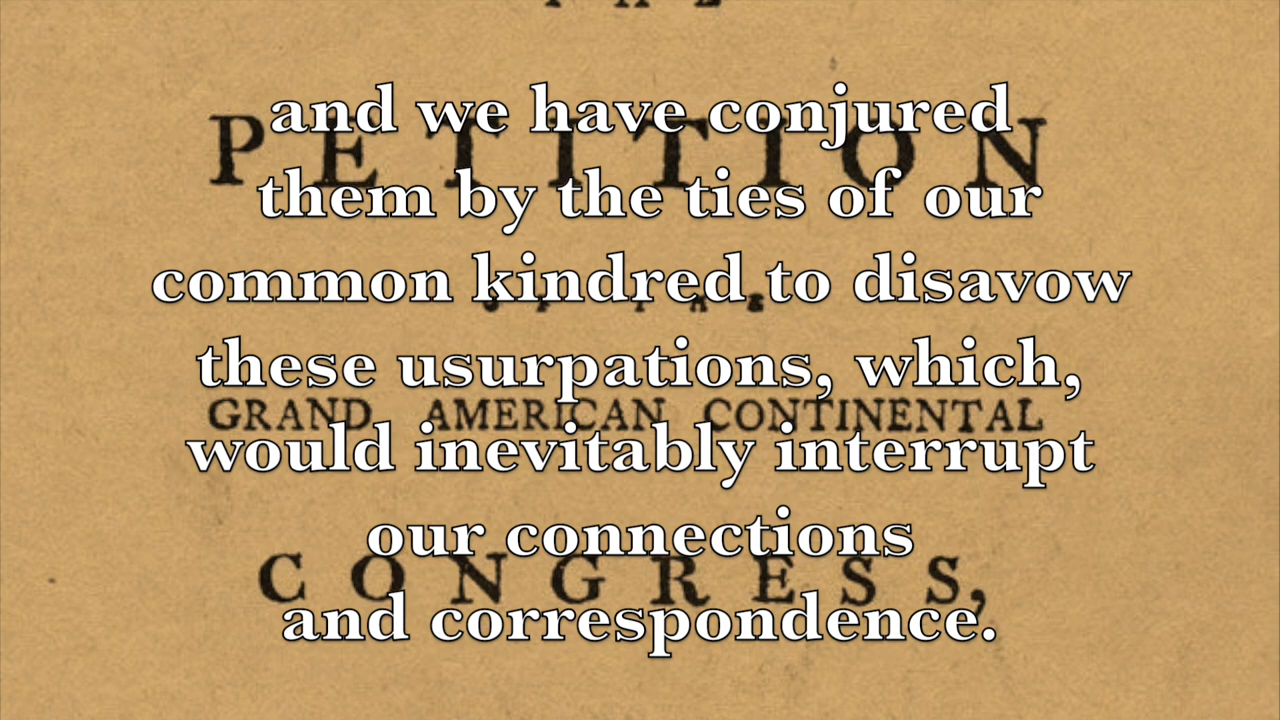 and we have conjured
PETITION
them by the ties of our
common kindred to disavow
these usurpations, which,
GRAND AMERICAN CONTINENTAL
would inevitably interrupt
our connections
CONGRESS,
and correspondence.